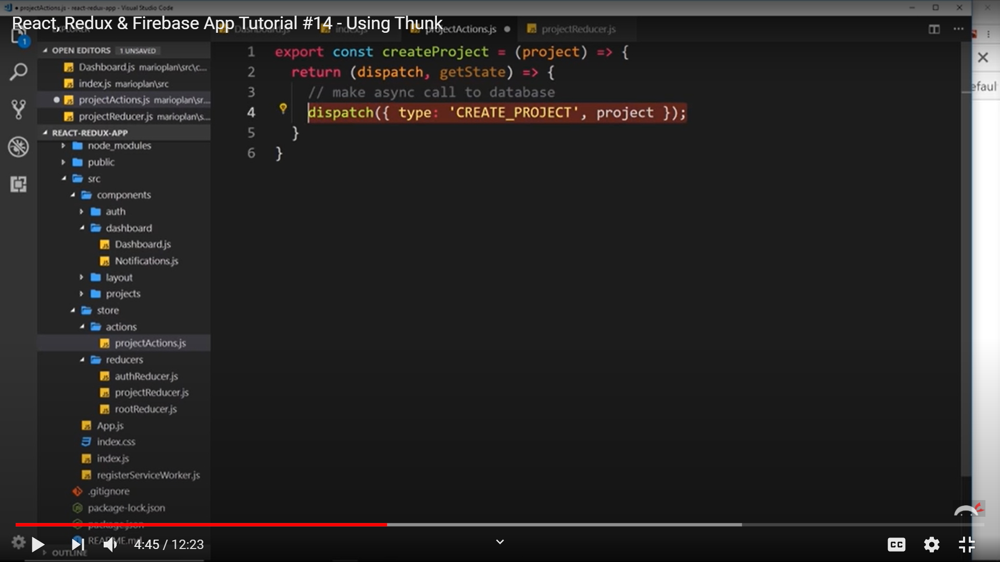 projectActions.js - react-redux-app - Visual Studio Code
React, Redux & Firebase App Tutorial #14 - Using Thunk
EXPLORER
Dashboard.js index.js projectActions.js projectReducer.js
1
OPEN EDITORS 1 UNSAVED
Dashboard.js marioplan\src\c...
index.js marioplan\src
projectActions.js marioplan\sr...
projectReducer.js marioplan\s...
REACT-REDUX-APP
node_modules
public
src
components
auth
dashboard
Dashboard.js
Notifications.js
layout
projects
store
actions
projectActions.js
reducers
authReducer.js
projectReducer.js
rootReducer.js
App.js
index.css
index.js
registerServiceWorker.js
.gitignore
package-lock.json
package.json
README.md
OUTLINE
1 export const createProject = (project) => {
2 return (dispatch, getState) => {
3 // make async call to database
4 dispatch({ type: 'CREATE_PROJECT', project });
5 }
6 }
efaul
4:45 / 12:23
CC